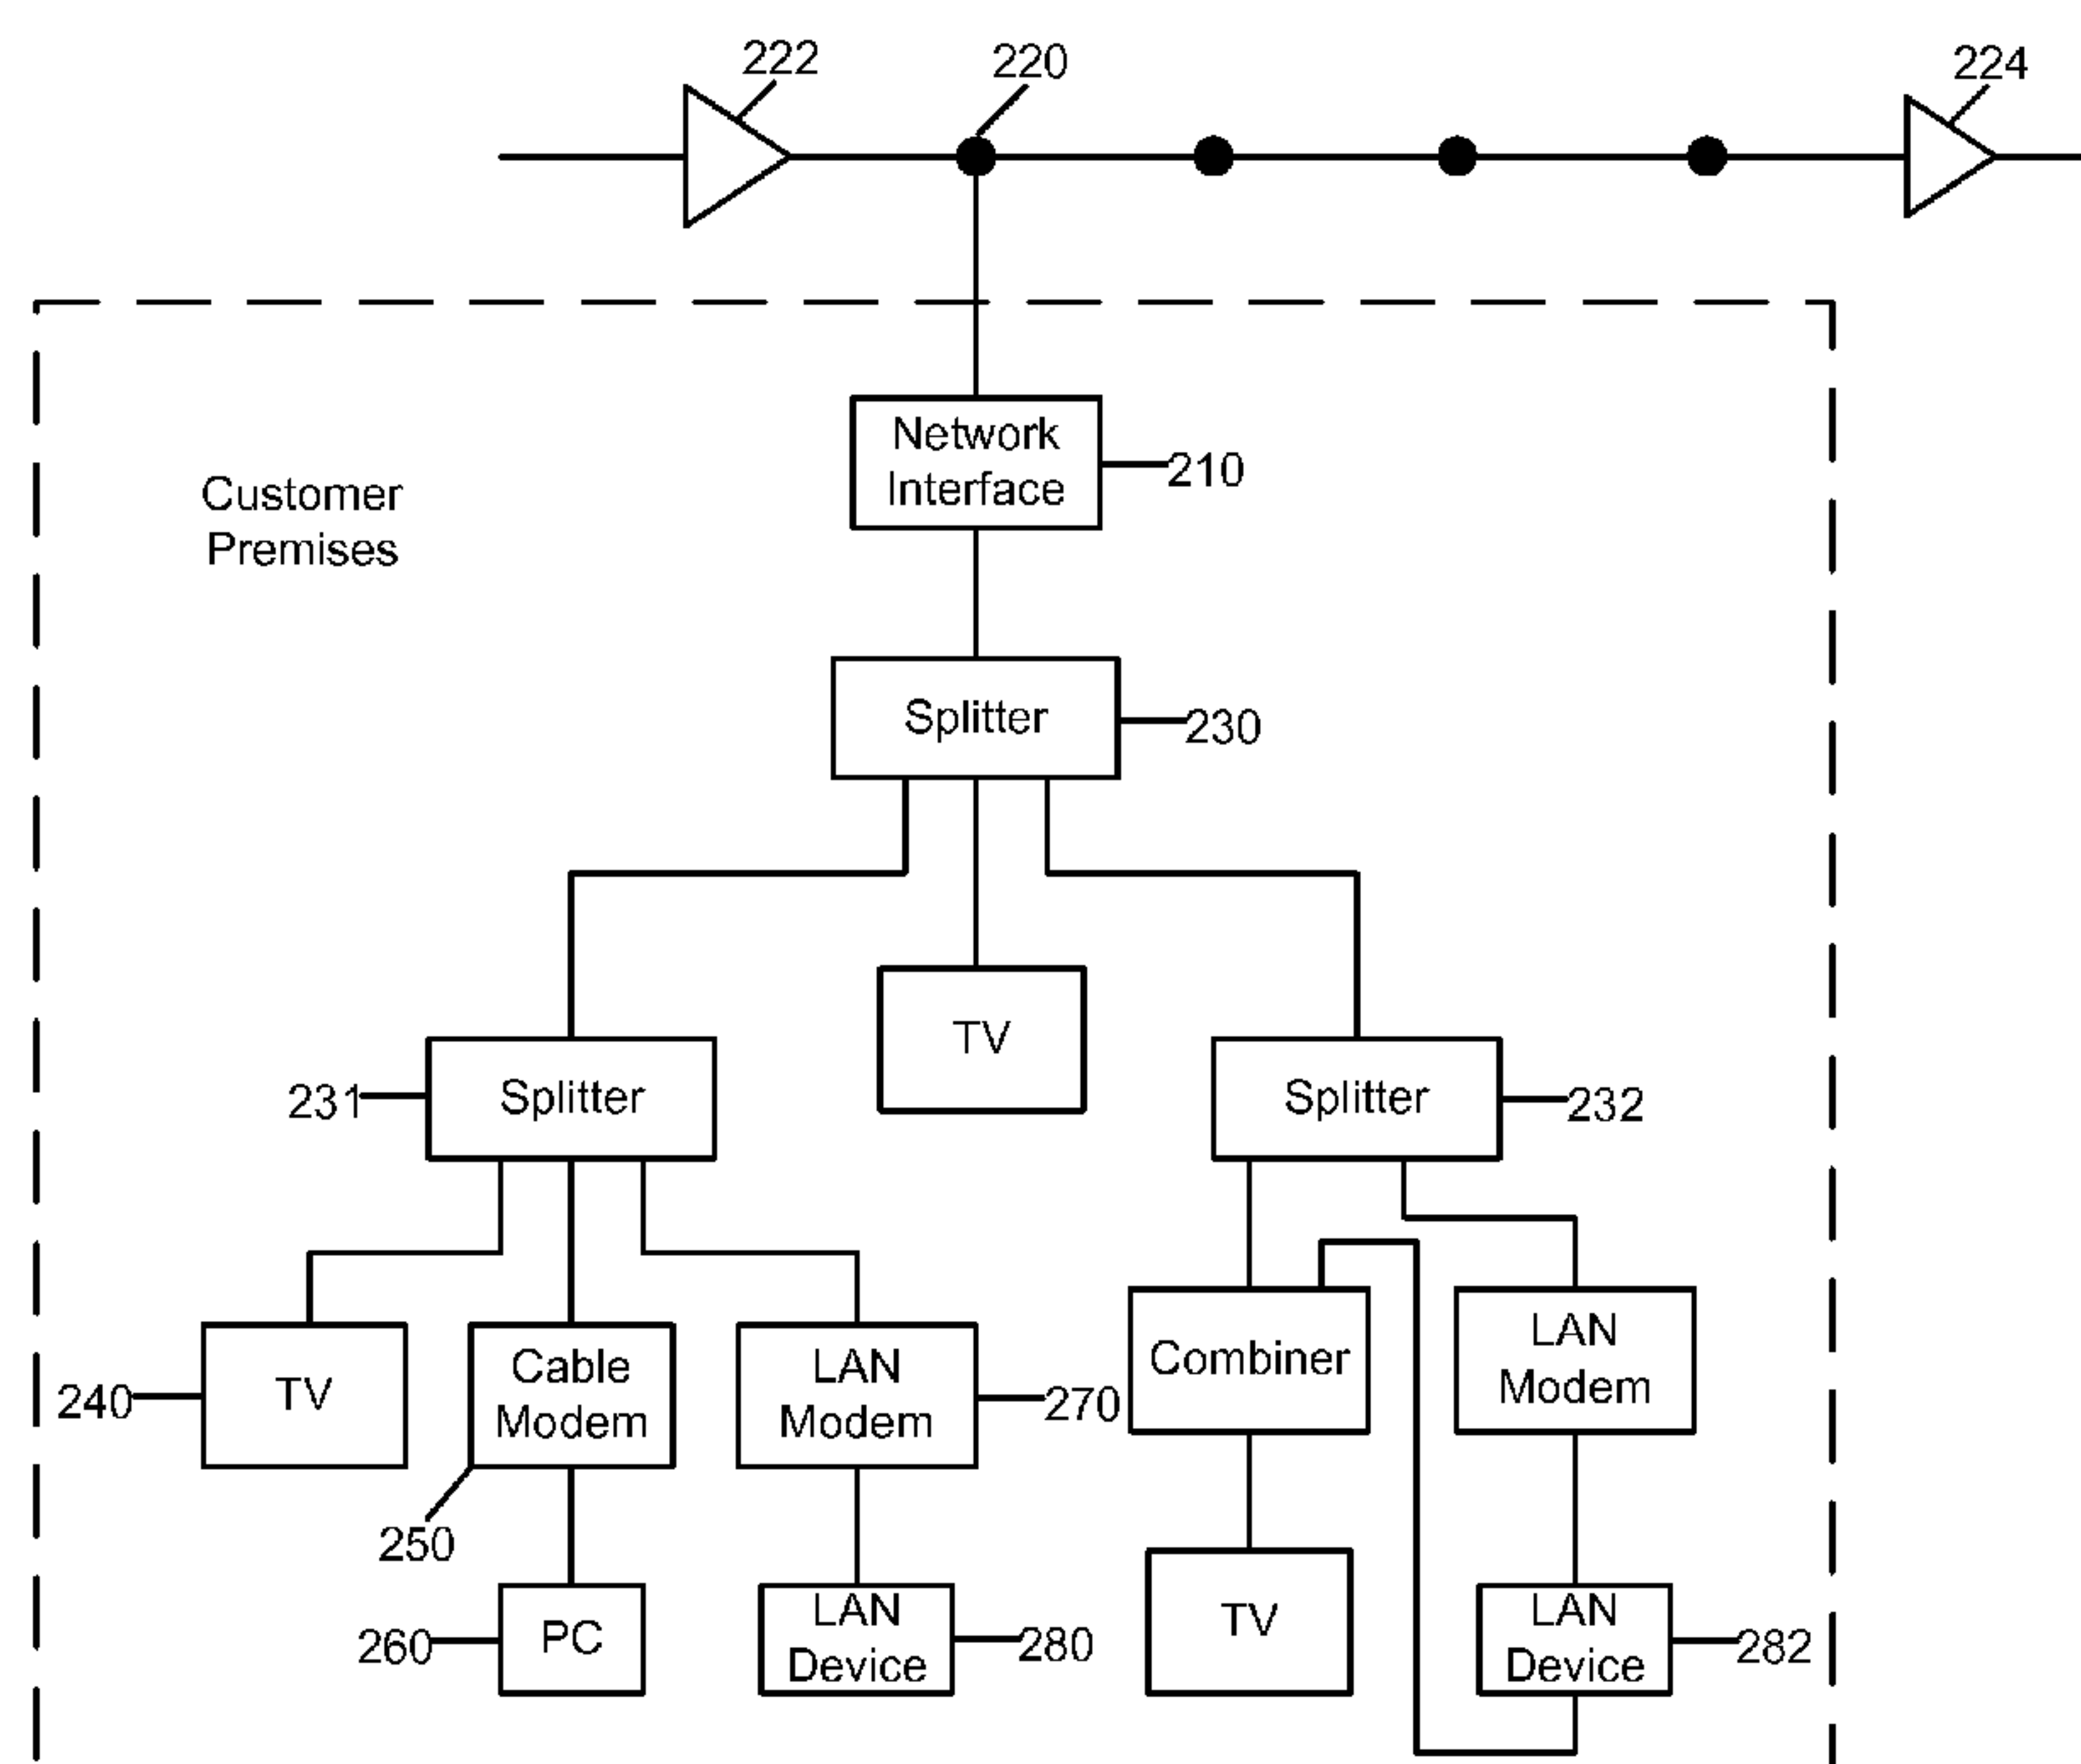 222
220
224
Customer
Premises
Network
Interface
210
Splitter
230
TV
231
Splitter
Splitter
232
240
TV
Cable
Modem
250
LAN
Modem
270
Combiner
LAN
Modem
260
PC
LAN
Device
280
TV
LAN
Device
282